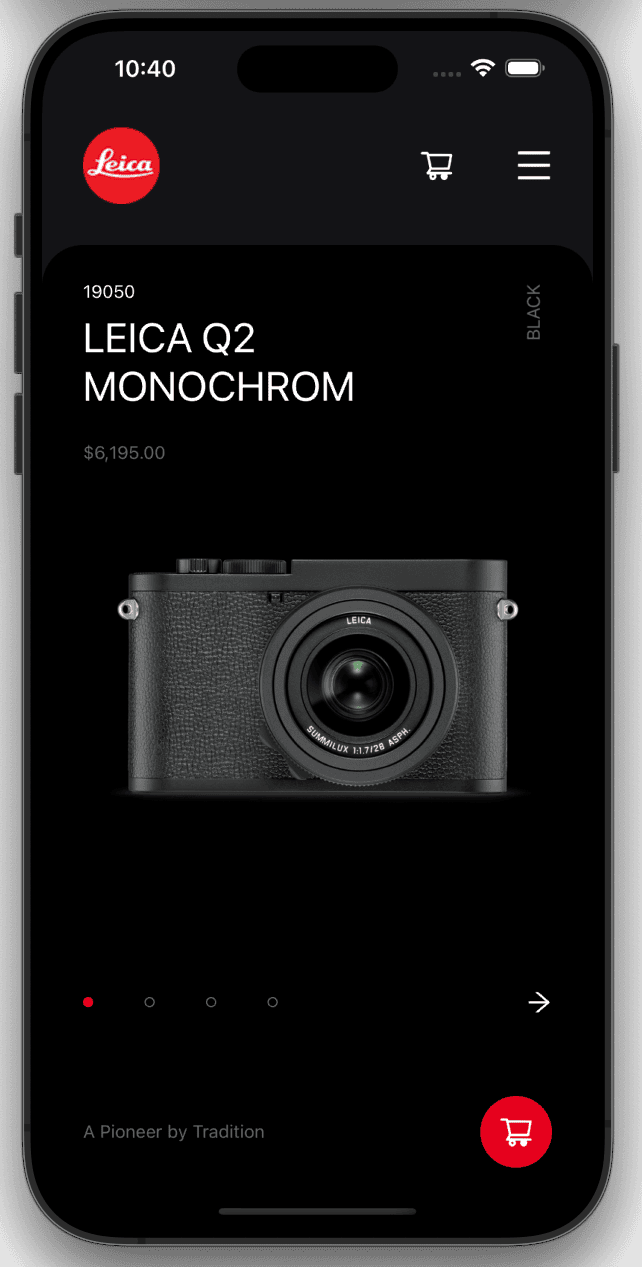 10:40
Leica
19050
BLACK
LEICA Q2
MONOCHROM
$6,195.00
LEICA
SUMMILUX 1:1.7/28 ASPH.
A Pioneer by Tradition